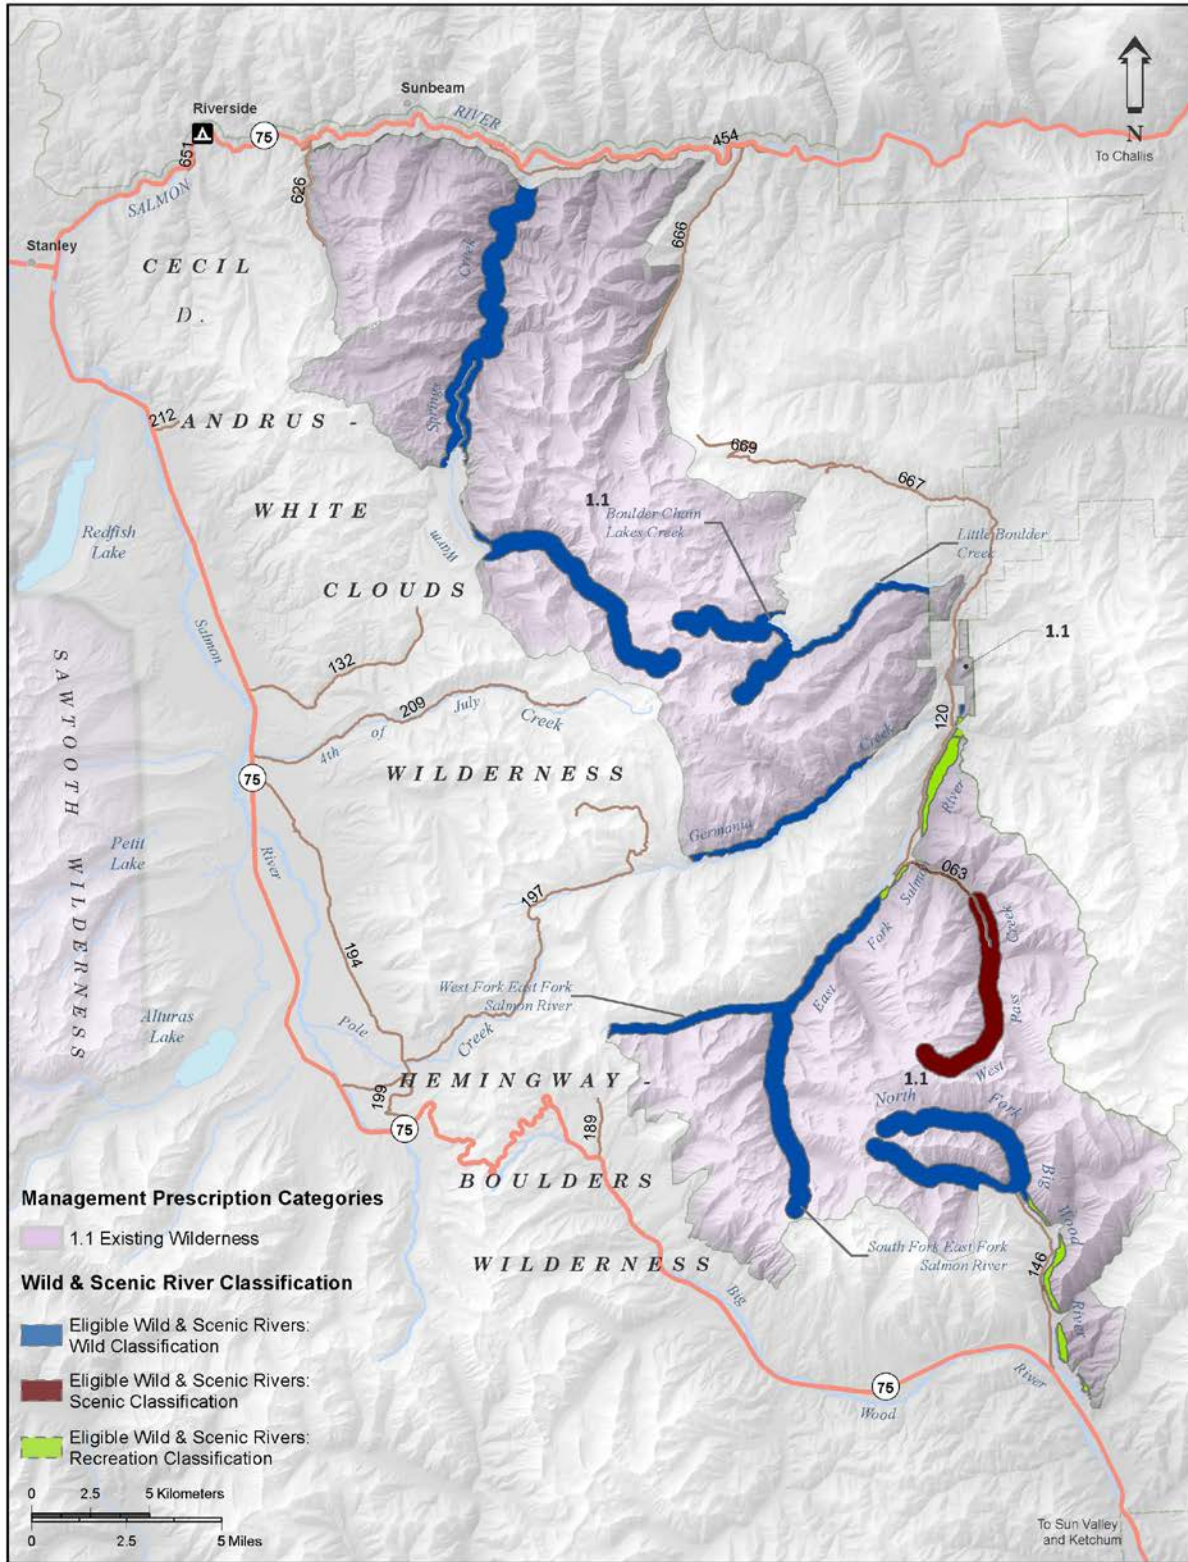 Sunbeam
Riverside
75
RIVER
454
N
To Challis
651
SALMON
626
666
Stanley
CECIL
D.
Creek
Springs
212
ANDRUS -
669
667
1.1
Boulder Chain
Lakes Creek
Little Boulder
Creek
WHITE
Redfish
Lake
Warm
CLOUDS
Salmon
132
1.1
SAWTOOTH WILDERNESS
209
4th of July Creek
120
WILDERNESS
75
Creek
River
Germania
Petit
Lake
River
063
Salmon
197
Creek
194
Fork
West Fork East Fork
Salmon River
East
Pass
Alturas
Lake
Pole
Creek
West
1.1
HEMINGWAY -
199
North
Fork
75
189
BOULDERS
Big
Management Prescription Categories
Wood
1.1 Existing Wilderness
South Fork East Fork
Salmon River
WILDERNESS
146
Wild & Scenic River Classification
Big
River
Eligible Wild & Scenic Rivers:
Wild Classification
River
Eligible Wild & Scenic Rivers:
Scenic Classification
75
Wood
Eligible Wild & Scenic Rivers:
Recreation Classification
0 2.5 5 Kilometers
0 2.5 5 Miles
To Sun Valley
and Ketchum